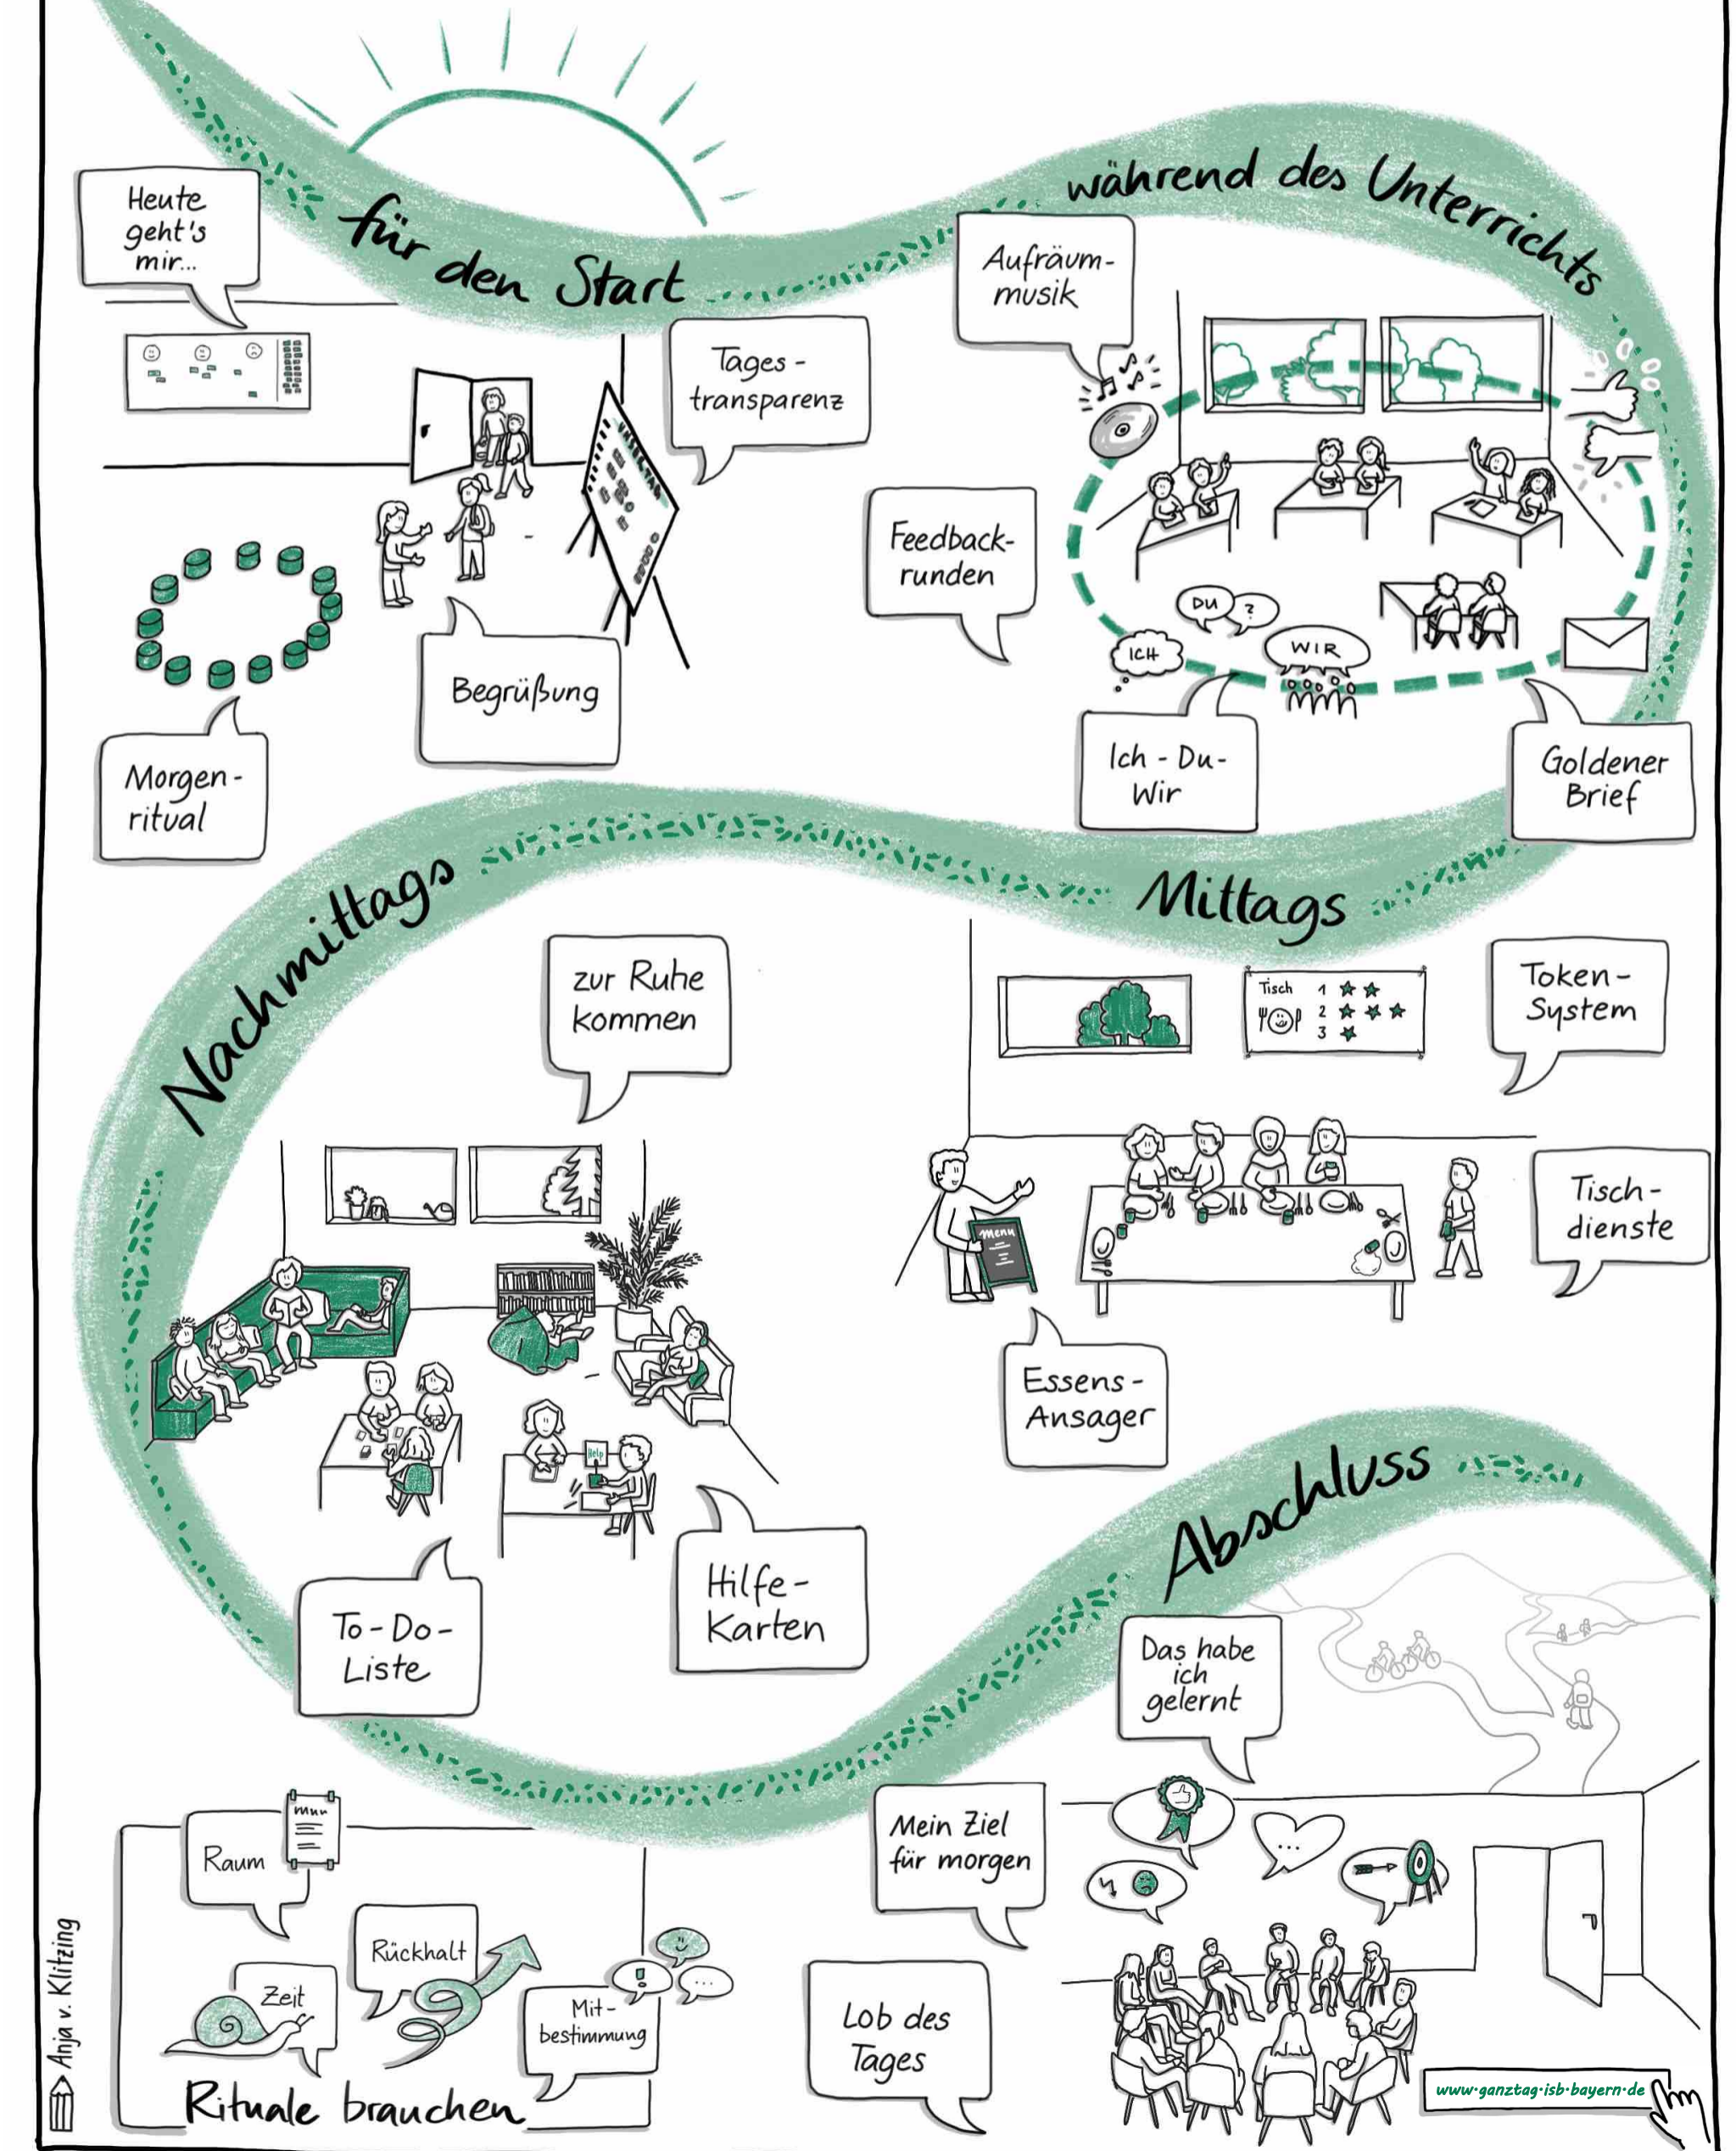 für den Start
Heute
geht's
mir...
Tages-
transparenz
UNSER TAG
Begrüßung
Morgen-
ritual
während des Unterrichts
Aufräum-
musik
Feedback-
runden
DU
?
ICH
WIR
Ich - Du-
Wir
Goldener
Brief
Mittags
Token-
System
Tisch 1
2
3
Tisch-
dienste
Menu
Essens-
Ansager
Nachmittags
zur Ruhe
kommen
Help
To-Do-
Liste
Hilfe-
Karten
Abschluss
Das habe
ich
gelernt
Mein Ziel
für morgen
...
Lob des
Tages
Raum
Rückhalt
Zeit
Mit-
bestimmung
!
...
Rituale brauchen
Anja v. Klitzing
www.ganztag-isb-bayern.de